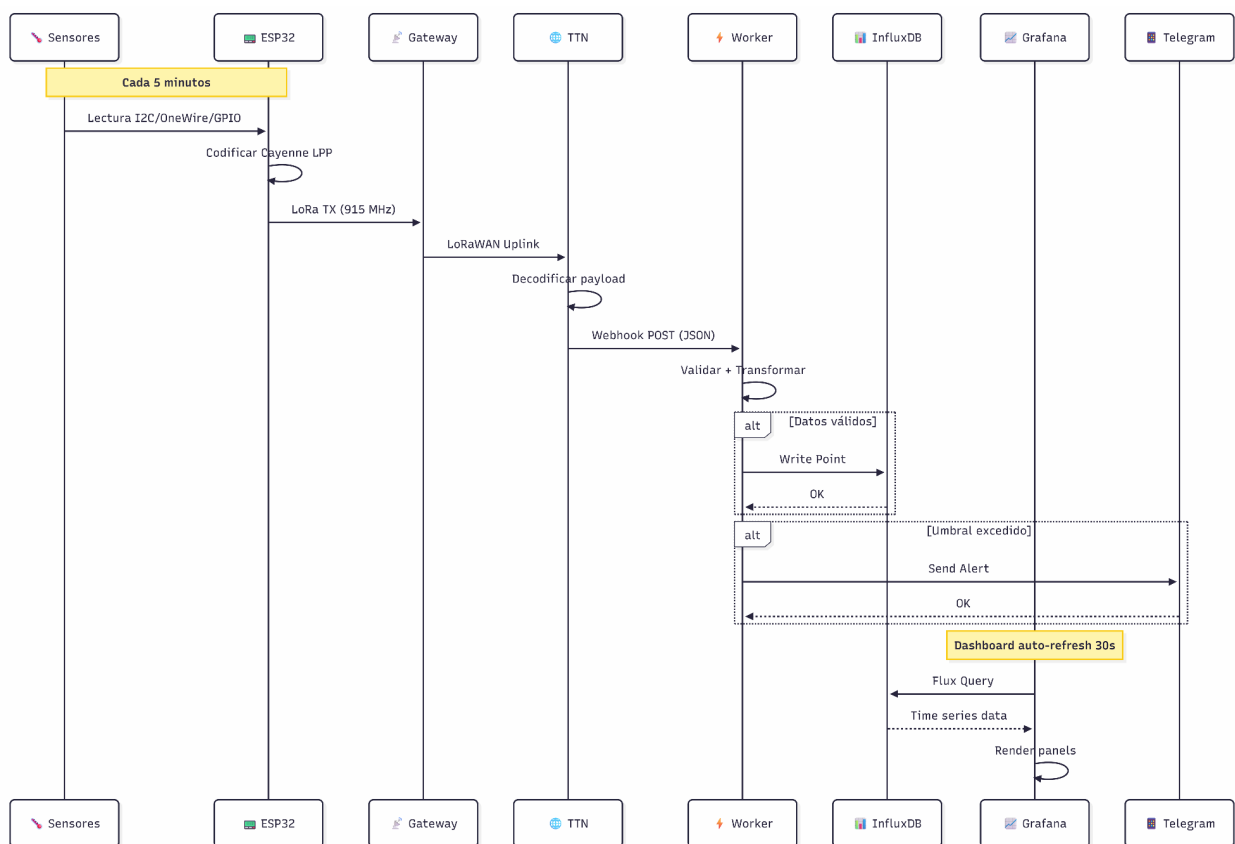 Sensores
ESP32
Gateway
TTN
Worker
InfluxDB
Grafana
Telegram
Cada 5 minutos
Lectura I2C/OneWire/GPIO
Codificar Cayenne LPP
LoRa TX (915 MHz)
LoRaWAN Uplink
Decodificar payload
Webhook POST (JSON)
Validar + Transformar
alt
[Datos válidos]
Write Point
OK
alt
[Umbral excedido]
Send Alert
OK
Dashboard auto-refresh 30s
Flux Query
Time series data
Render panels
Sensores
ESP32
Gateway
TTN
Worker
InfluxDB
Grafana
Telegram